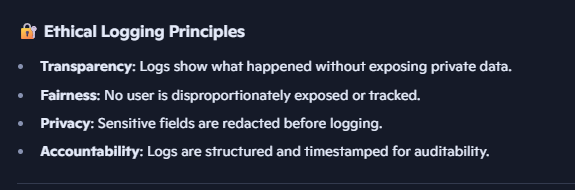 🔐 Ethical Logging Principles
• Transparency: Logs show what happened without exposing private data.
• Fairness: No user is disproportionately exposed or tracked.
• Privacy: Sensitive fields are redacted before logging.
• Accountability: Logs are structured and timestamped for auditability.